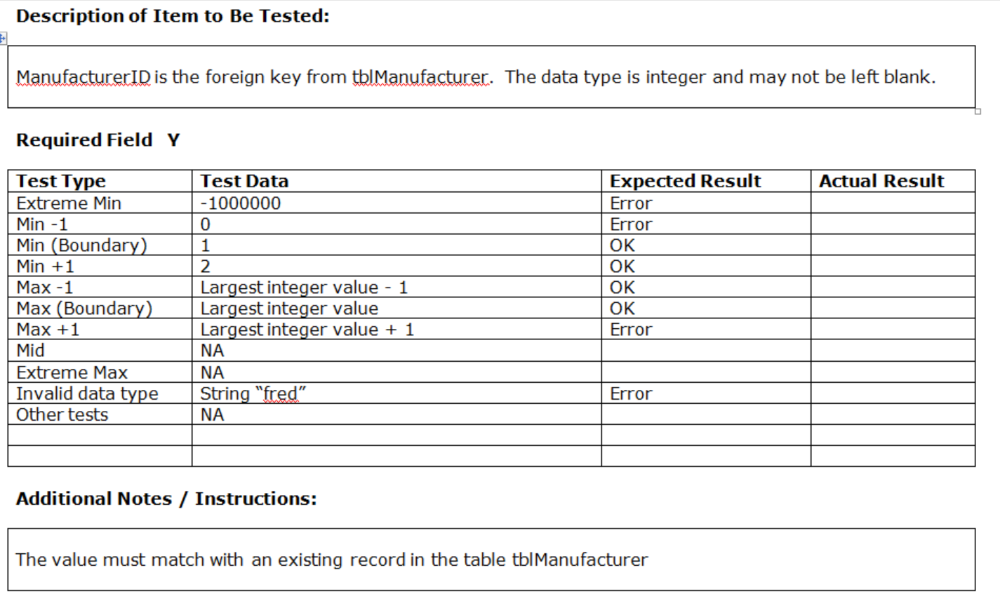 Description of Item to Be Tested:
ManufacturerID is the foreign key from tblManufacturer.  The data type is integer and may not be left blank.
Required Field   Y
Test Type Test Data Expected Result Actual Result
Extreme Min -1000000 Error
Min -1 0 Error
Min (Boundary) 1 OK
Min +1 2 OK
Max -1 Largest integer value - 1 OK
Max (Boundary) Largest integer value OK
Max +1 Largest integer value + 1 Error
Mid NA
Extreme Max NA
Invalid data type String “fred” Error
Other tests NA
Additional Notes / Instructions:
The value must match with an existing record in the table tblManufacturer